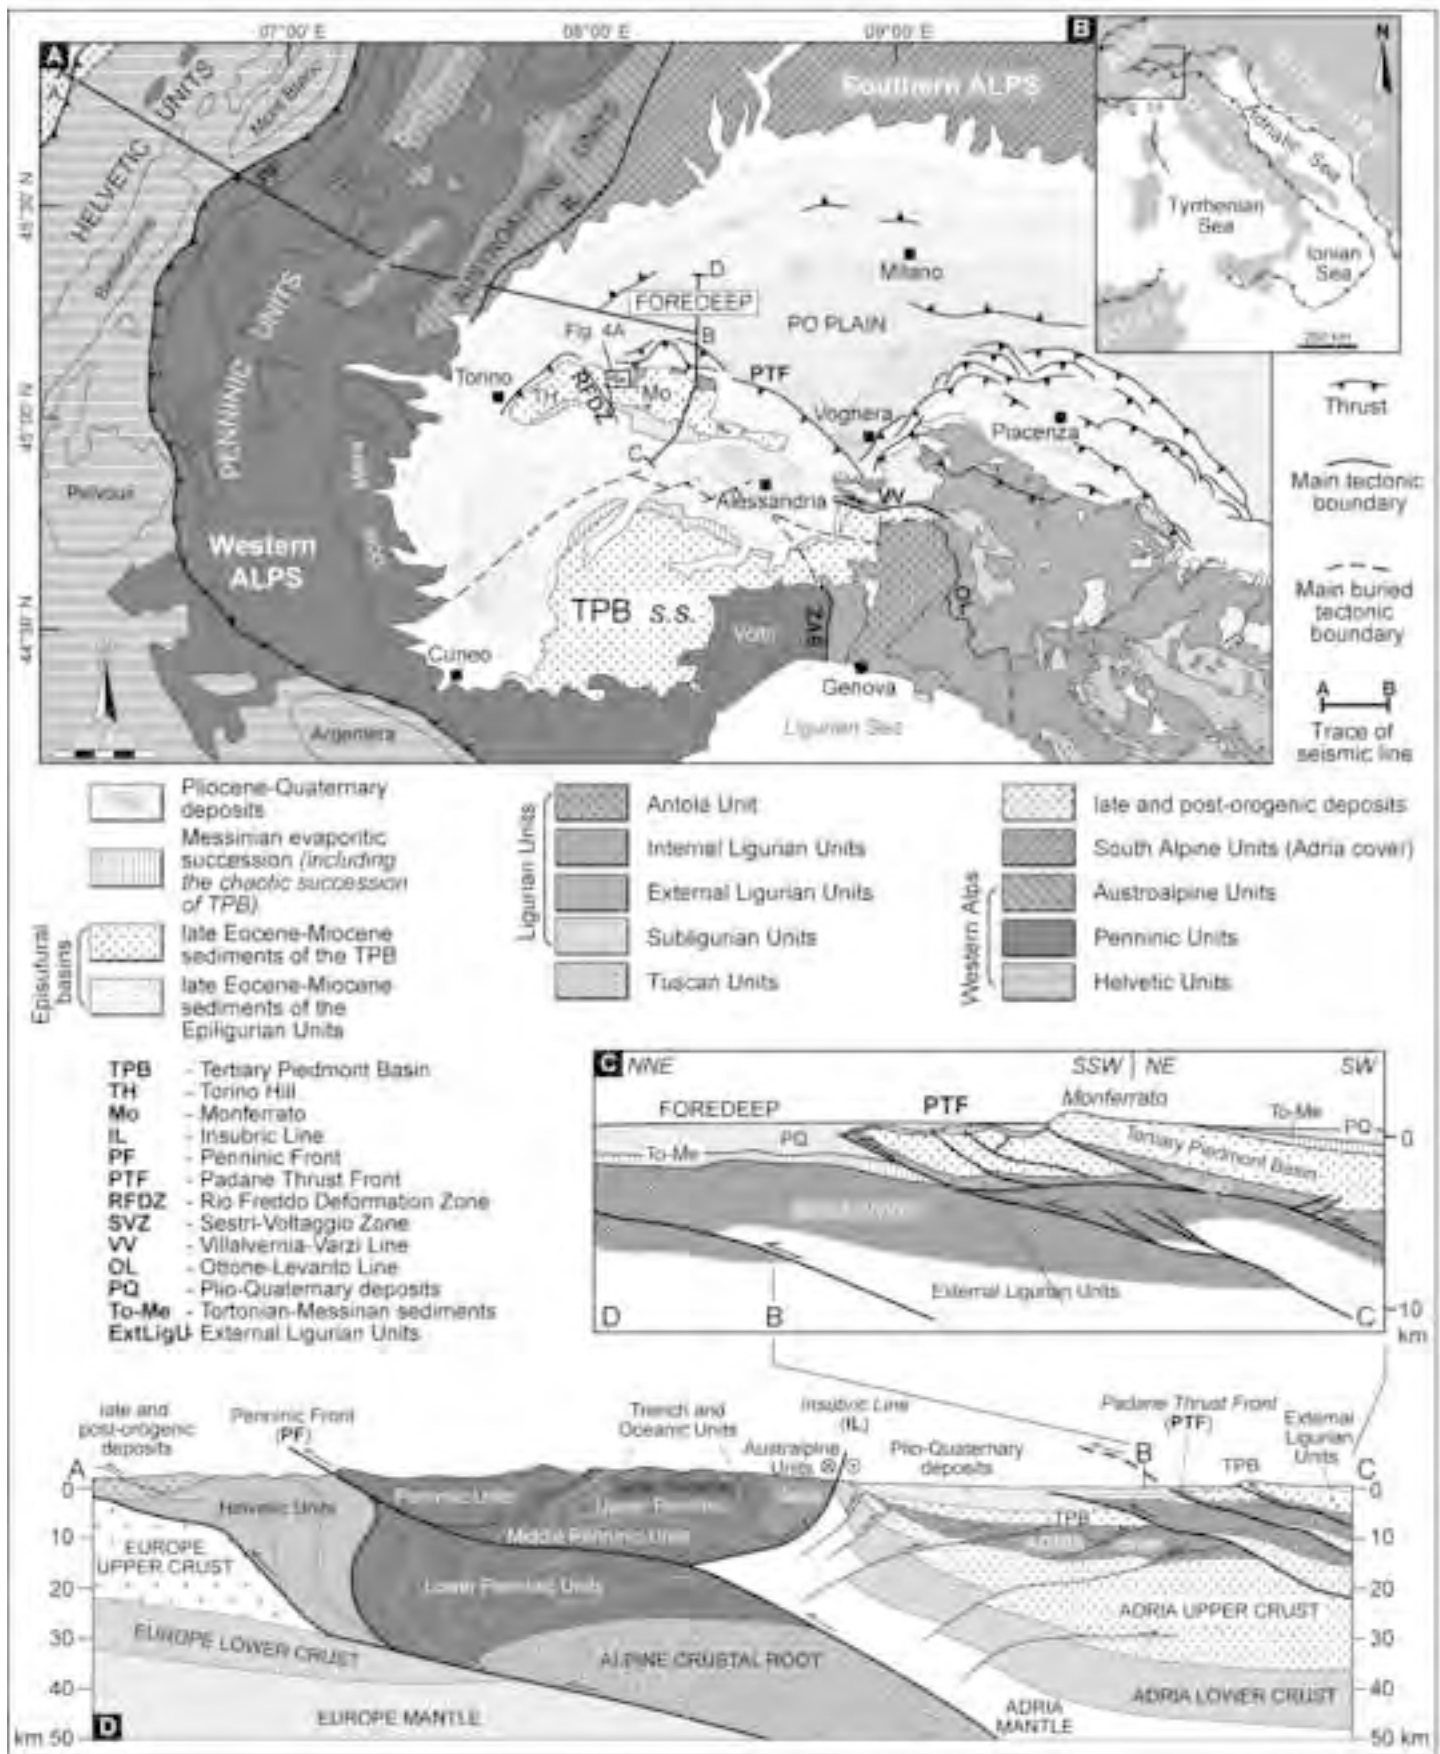 07°00' E
08°00' E
09°00' E
A
B
N
HELVETIC UNITS
Mont Blanc
Southern ALPS
AUSTROALPINE UNITS
IL
PF
45°30' N
45°00' N
44°30' N
Adriatic Sea
Tyrrhenian
Sea
Ionian
Sea
Milano
D
FOREDEEP
PO PLAIN
B
Fig. 4A
PENNINIC UNITS
Torino
TH
RFDZ
Mo
PTF
Voghera
Piacenza
C
Alessandria
VV
Pelvoux
Western
ALPS
TPB s.s.
OL
Voltri
SVZ
Cuneo
Genova
Argentera
Ligurian Sea
Thrust
Main tectonic
boundary
Main buried
tectonic
boundary
A B
Trace of
seismic line
Pliocene-Quaternary
deposits
Messinian evaporitic
succession (including
the chaotic succession
of TPB)
Episutural
basins
late Eocene-Miocene
sediments of the TPB
late Eocene-Miocene
sediments of the
Epiligurian Units
Ligurian Units
Antola Unit
Internal Ligurian Units
External Ligurian Units
Subligurian Units
Tuscan Units
late and post-orogenic deposits
South Alpine Units (Adria cover)
Western Alps
Austroalpine Units
Penninic Units
Helvetic Units
TPB - Tertiary Piedmont Basin
TH - Torino Hill
Mo - Monferrato
IL - Insubric Line
PF - Penninic Front
PTF - Padane Thrust Front
RFDZ - Rio Freddo Deformation Zone
SVZ - Sestri-Voltaggio Zone
VV - Villalvernia-Varzi Line
OL - Ottone-Levanto Line
PQ - Plio-Quaternary deposits
To-Me - Tortonian-Messinan sediments
ExtLigU- External Ligurian Units
C NNE SSW NE SW
FOREDEEP PTF Monferrato To-Me
PQ PQ 0
To-Me Tertiary Piedmont Basin
External Ligurian Units
D B C 10
km
late and
post-orogenic
deposits
Penninic Front
(PF)
Trench and
Oceanic Units
Insubric Line
(IL)
Australpine
Units
Plio-Quaternary
deposits
Padane Thrust Front
(PTF)
External
Ligurian
Units
A B TPB C
0 0
Helvetic Units
TPB
10 Middle Penninic Units 10
EUROPE
UPPER CRUST
20 Lower Penninic Units 20
ADRIA UPPER CRUST
30 EUROPE LOWER CRUST 30
ALPINE CRUSTAL ROOT
40 40
EUROPE MANTLE
ADRIA
MANTLE
ADRIA LOWER CRUST
km 50 D 50 km